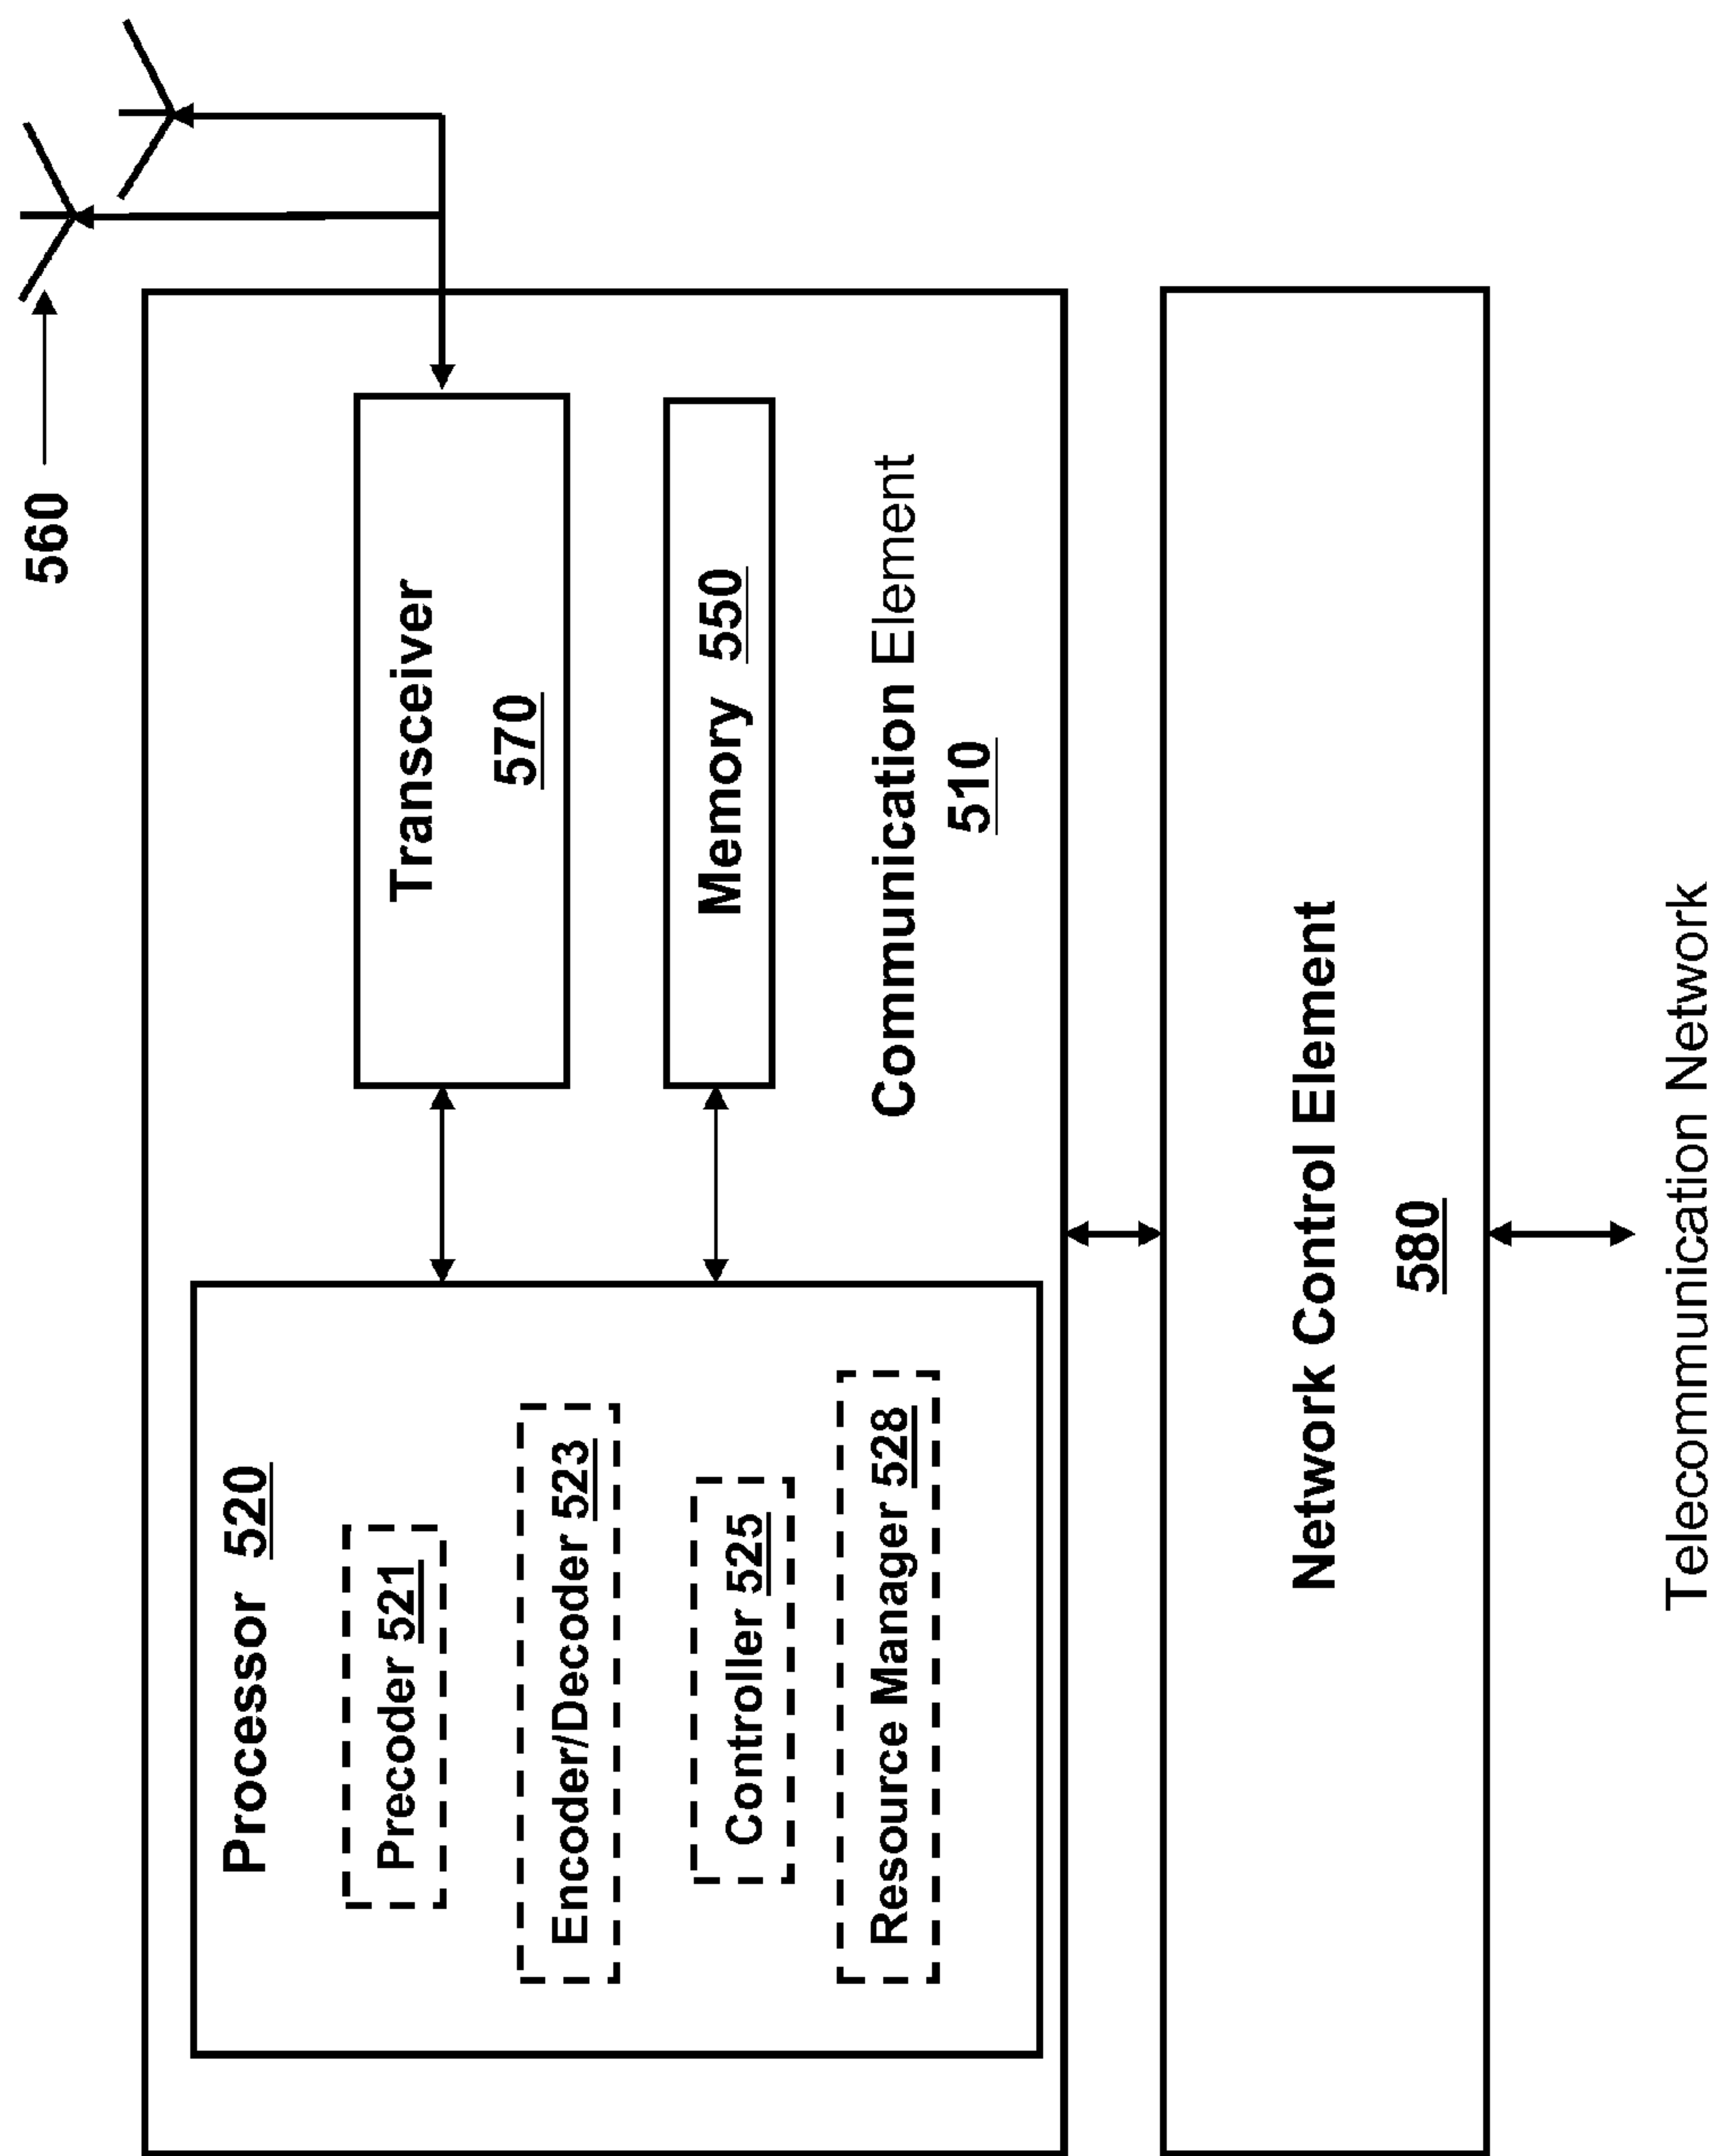 560
Processor 520
Precoder 521
Encoder/Decoder 523
Controller 525
Resource Manager 528
Transceiver
570
Memory 550
Communication Element
510
Network Control Element
580
Telecommunication Network